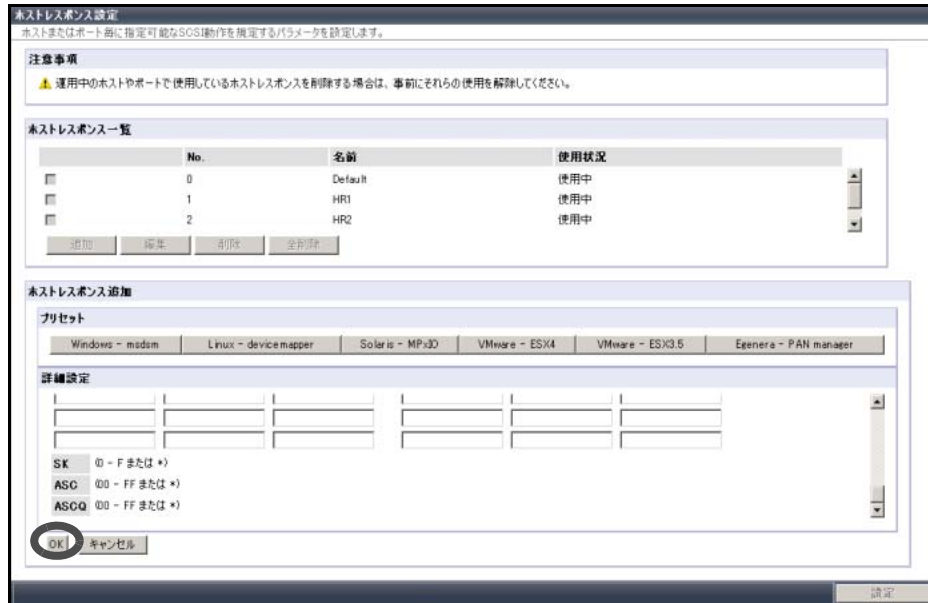 ホストレスポンス設定
ホストまたはポート毎に指定可能なSCSI動作を規定するパラメータを設定します。
注意事項
運用中のホストやポートで使用しているホストレスポンスを削除する場合は、事前にそれらの使用を解除してください。
ホストレスポンス一覧
No. 名前 使用状況
0 Default 使用中
1 HR1 使用中
2 HR2 使用中
追加 編集 削除 全削除
ホストレスポンス追加
プリセット
Windows - msdsm Linux - device mapper Solaris - MPxIO VMware - ESX4 VMware - ESX3.5 Egenera - PAN manager
詳細設定
SK (0 - F または *)
ASC (00 - FF または *)
ASCQ (00 - FF または *)
OK キャンセル
設定